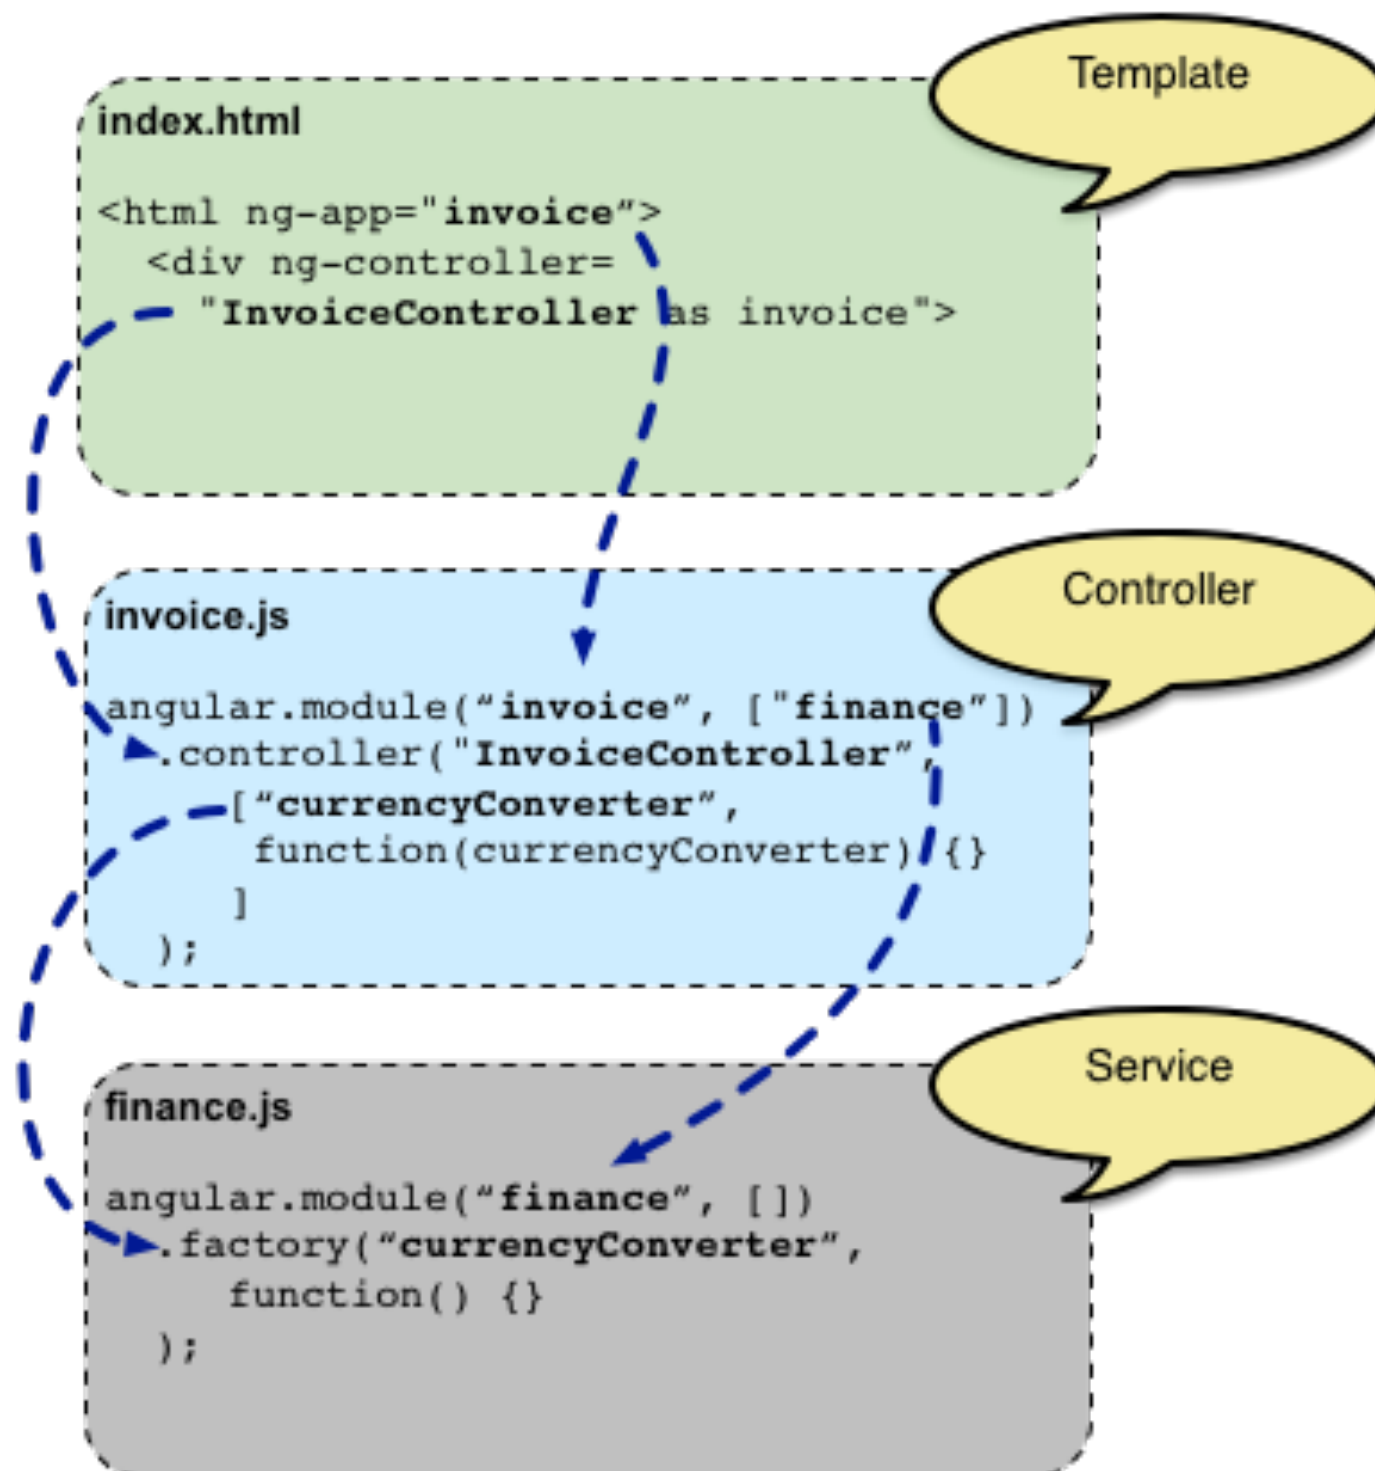 Template
index.html
<html ng-app="invoice”>
<div ng-controller=
"InvoiceController as invoice">
Controller
invoice.js
angular.module(“invoice”, ["finance”])
.controller("InvoiceController”,
[“currencyConverter”,
function(currencyConverter) {}
]
);
Service
finance.js
angular.module(“finance”, [])
.factory(“currencyConverter”,
function() {}
);